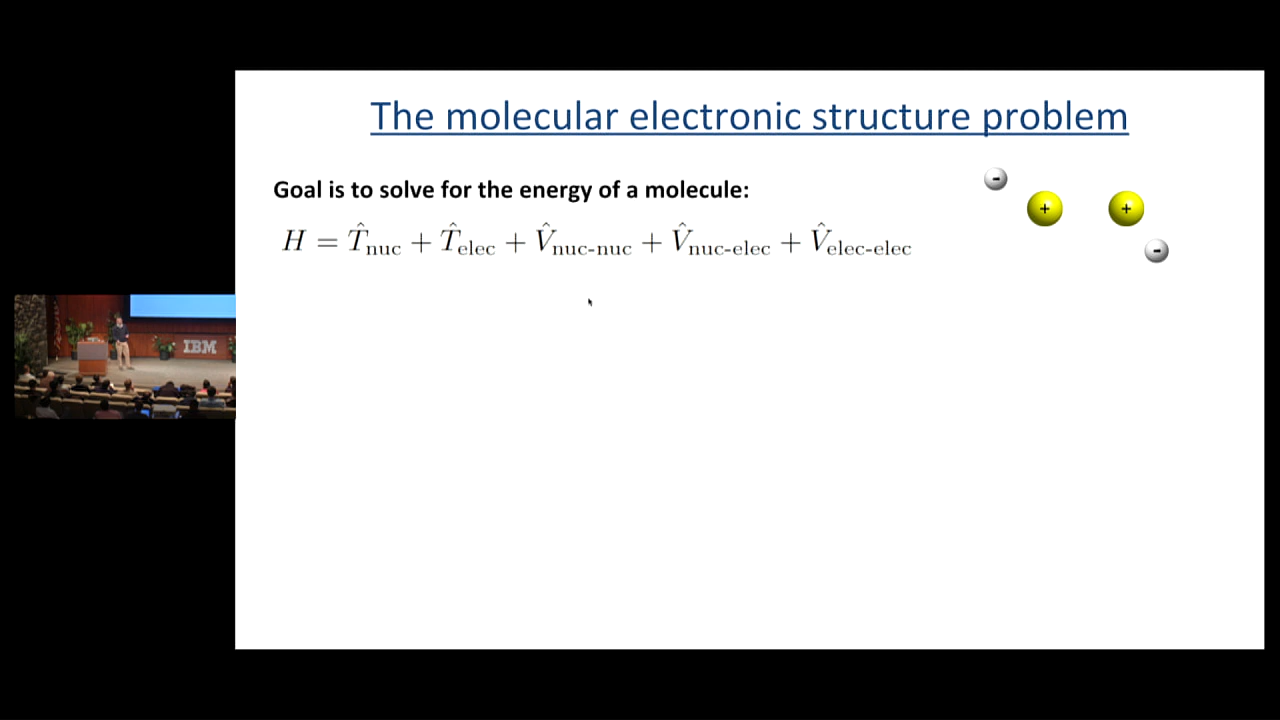 The molecular electronic structure problem
Goal is to solve for the energy of a molecule:
H = T̂nuc + T̂elec + V̂nuc-nuc + V̂nuc-elec + V̂elec-elec
-
+ +
-
IBM